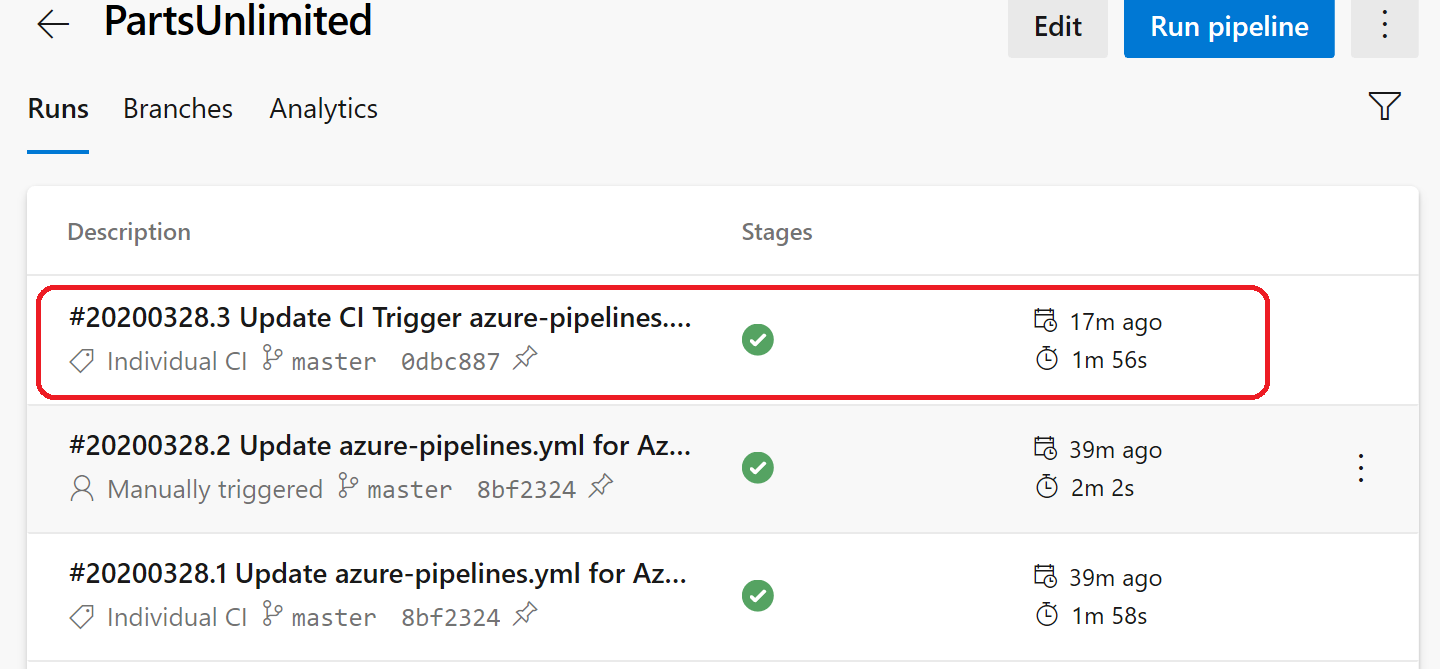 PartsUnlimited
Edit
Run pipeline
Runs
Branches
Analytics
Description
Stages
#20200328.3 Update CI Trigger azure-pipelines....
17m ago
Individual CI master 0dbc887
1m 56s
#20200328.2 Update azure-pipelines.yml for Az...
39m ago
Manually triggered master 8bf2324
2m 2s
#20200328.1 Update azure-pipelines.yml for Az...
39m ago
Individual CI master 8bf2324
1m 58s